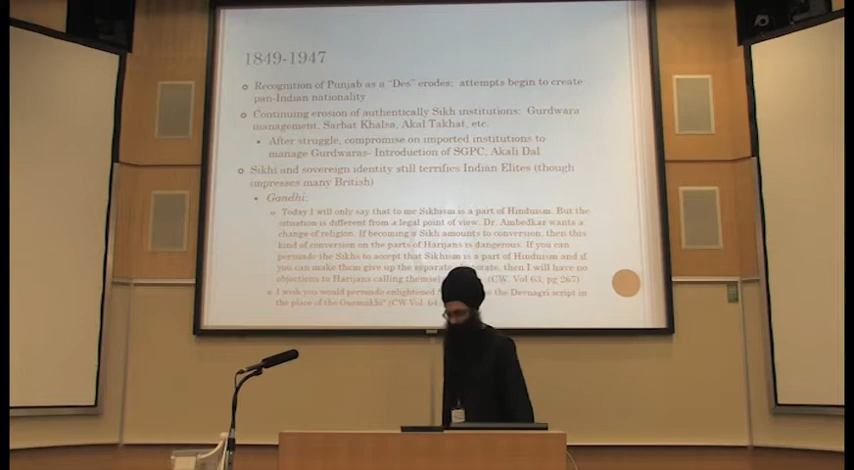 1849-1947
Recognition of Punjab as a "Des" erodes; attempts begin to create
pan-Indian nationality
Continuing erosion of authentically Sikh institutions: Gurdwara
management, Sarbat Khalsa, Akal Takhat, etc.
After struggle, compromise on imported institutions to
manage Gurdwaras- Introduction of SGPC, Akali Dal
Sikhi and sovereign identity still terrifies Indian Elites (though
impresses many British)
Gandhi:
Today I will only say that to me Sikhism is a part of Hinduism. But the
situation is different from a legal point of view. Dr. Ambedkar wants a
change of religion. If becoming a Sikh amounts to conversion, then this
kind of conversion on the parts of Harijans is dangerous. If you can
persuade the Sikhs to accept that Sikhism is a part of Hinduism and if
you can make them give up the separate then I will have no
objections to Harijans calling (CW. Vol 63, pg 267)
I wish you would persuade enlightened the Devnagri script in
the place of the Gurmukhi" (CW. Vol. 64,